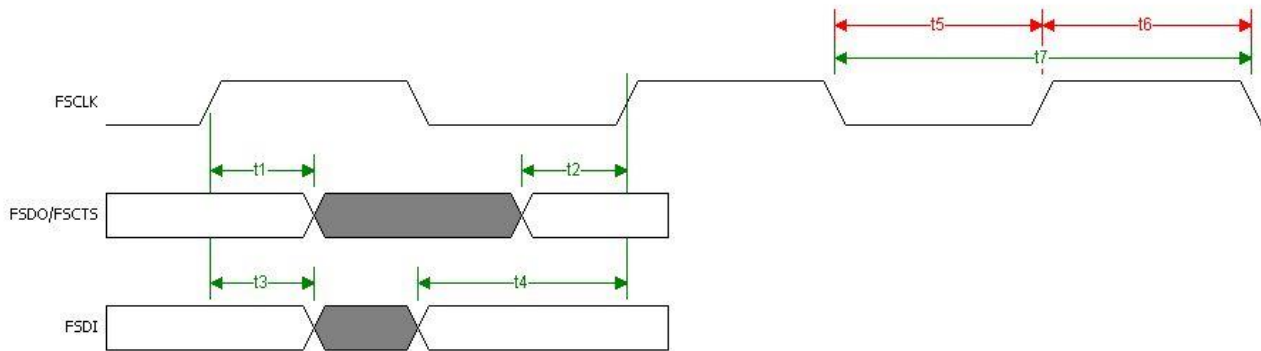 t5
t6
t7
FSCLK
t1
t2
FSDO/FSCTS
t3
t4
FSDI